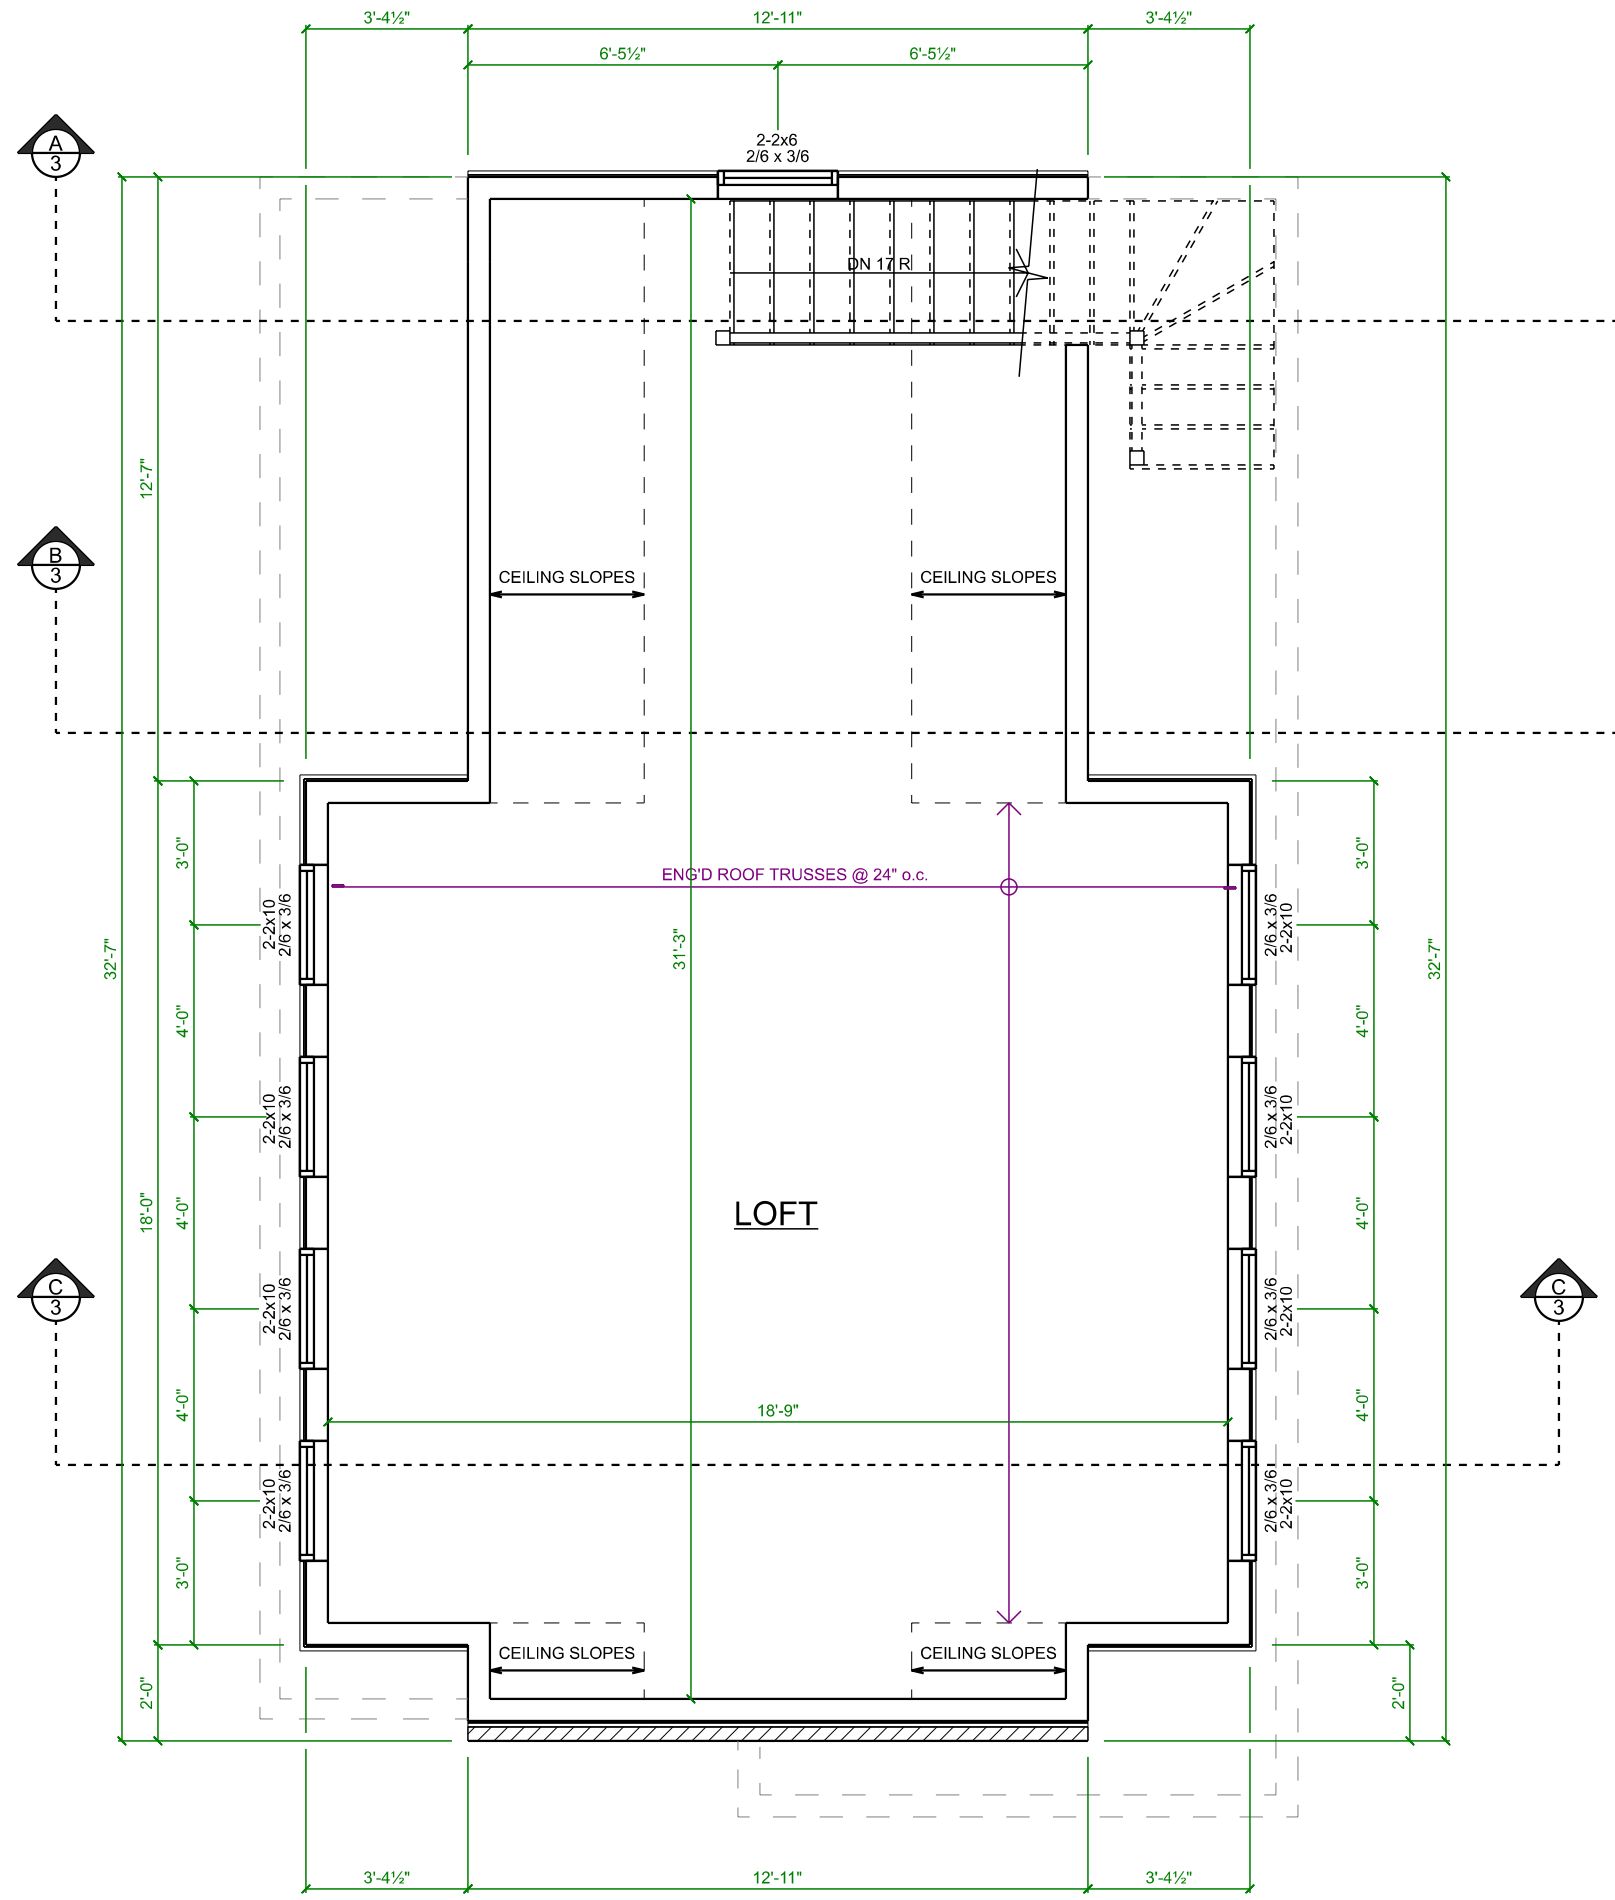 3'-4½"
12'-11"
3'-4½"
6'-5½"
6'-5½"
2-2x6
2/6 x 3/6
A
3
DN 17 R
12'-7"
B
3
CEILING SLOPES
CEILING SLOPES
3'-0"
3'-0"
ENG'D ROOF TRUSSES @ 24" o.c.
2-2x10
2/6 x 3/6
2/6 x 3/6
2-2x10
32'-7"
31'-3"
32'-7"
4'-0"
4'-0"
2-2x10
2/6 x 3/6
2/6 x 3/6
2-2x10
18'-0"
4'-0"
LOFT
4'-0"
C
3
2-2x10
2/6 x 3/6
2/6 x 3/6
2-2x10
C
3
4'-0"
18'-9"
4'-0"
2-2x10
2/6 x 3/6
2/6 x 3/6
2-2x10
3'-0"
3'-0"
CEILING SLOPES
CEILING SLOPES
2'-0"
2'-0"
3'-4½"
12'-11"
3'-4½"